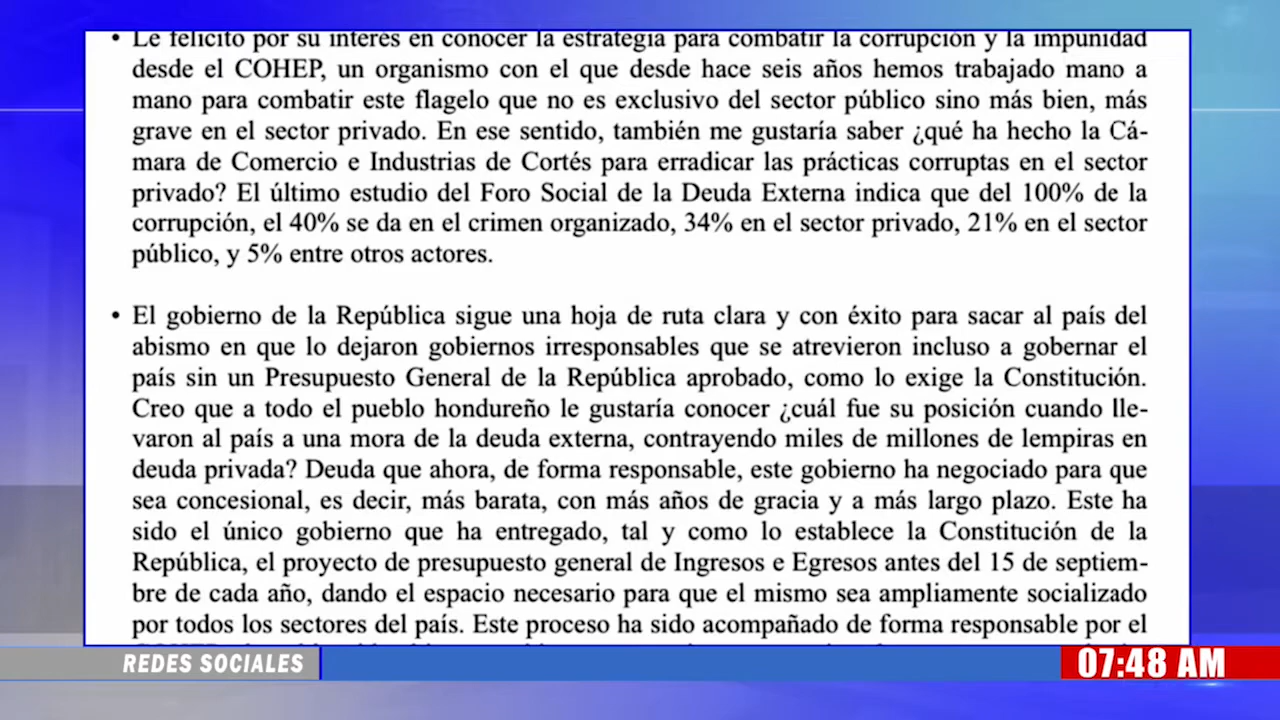 • Le felicito por su interés en conocer la estrategia para combatir la corrupción y la impunidad
desde el COHEP, un organismo con el que desde hace seis años hemos trabajado mano a
mano para combatir este flagelo que no es exclusivo del sector público sino más bien, más
grave en el sector privado. En ese sentido, también me gustaría saber ¿qué ha hecho la Cá-
mara de Comercio e Industrias de Cortés para erradicar las prácticas corruptas en el sector
privado? El último estudio del Foro Social de la Deuda Externa indica que del 100% de la
corrupción, el 40% se da en el crimen organizado, 34% en el sector privado, 21% en el sector
público, y 5% entre otros actores.
• El gobierno de la República sigue una hoja de ruta clara y con éxito para sacar al país del
abismo en que lo dejaron gobiernos irresponsables que se atrevieron incluso a gobernar el
país sin un Presupuesto General de la República aprobado, como lo exige la Constitución.
Creo que a todo el pueblo hondureño le gustaría conocer ¿cuál fue su posición cuando lle-
varon al país a una mora de la deuda externa, contrayendo miles de millones de lempiras en
deuda privada? Deuda que ahora, de forma responsable, este gobierno ha negociado para que
sea concesional, es decir, más barata, con más años de gracia y a más largo plazo. Este ha
sido el único gobierno que ha entregado, tal y como lo establece la Constitución de la
República, el proyecto de presupuesto general de Ingresos e Egresos antes del 15 de septiem-
bre de cada año, dando el espacio necesario para que el mismo sea ampliamente socializado
por todos los sectores del país. Este proceso ha sido acompañado de forma responsable por el
REDES SOCIALES
07:48 AM